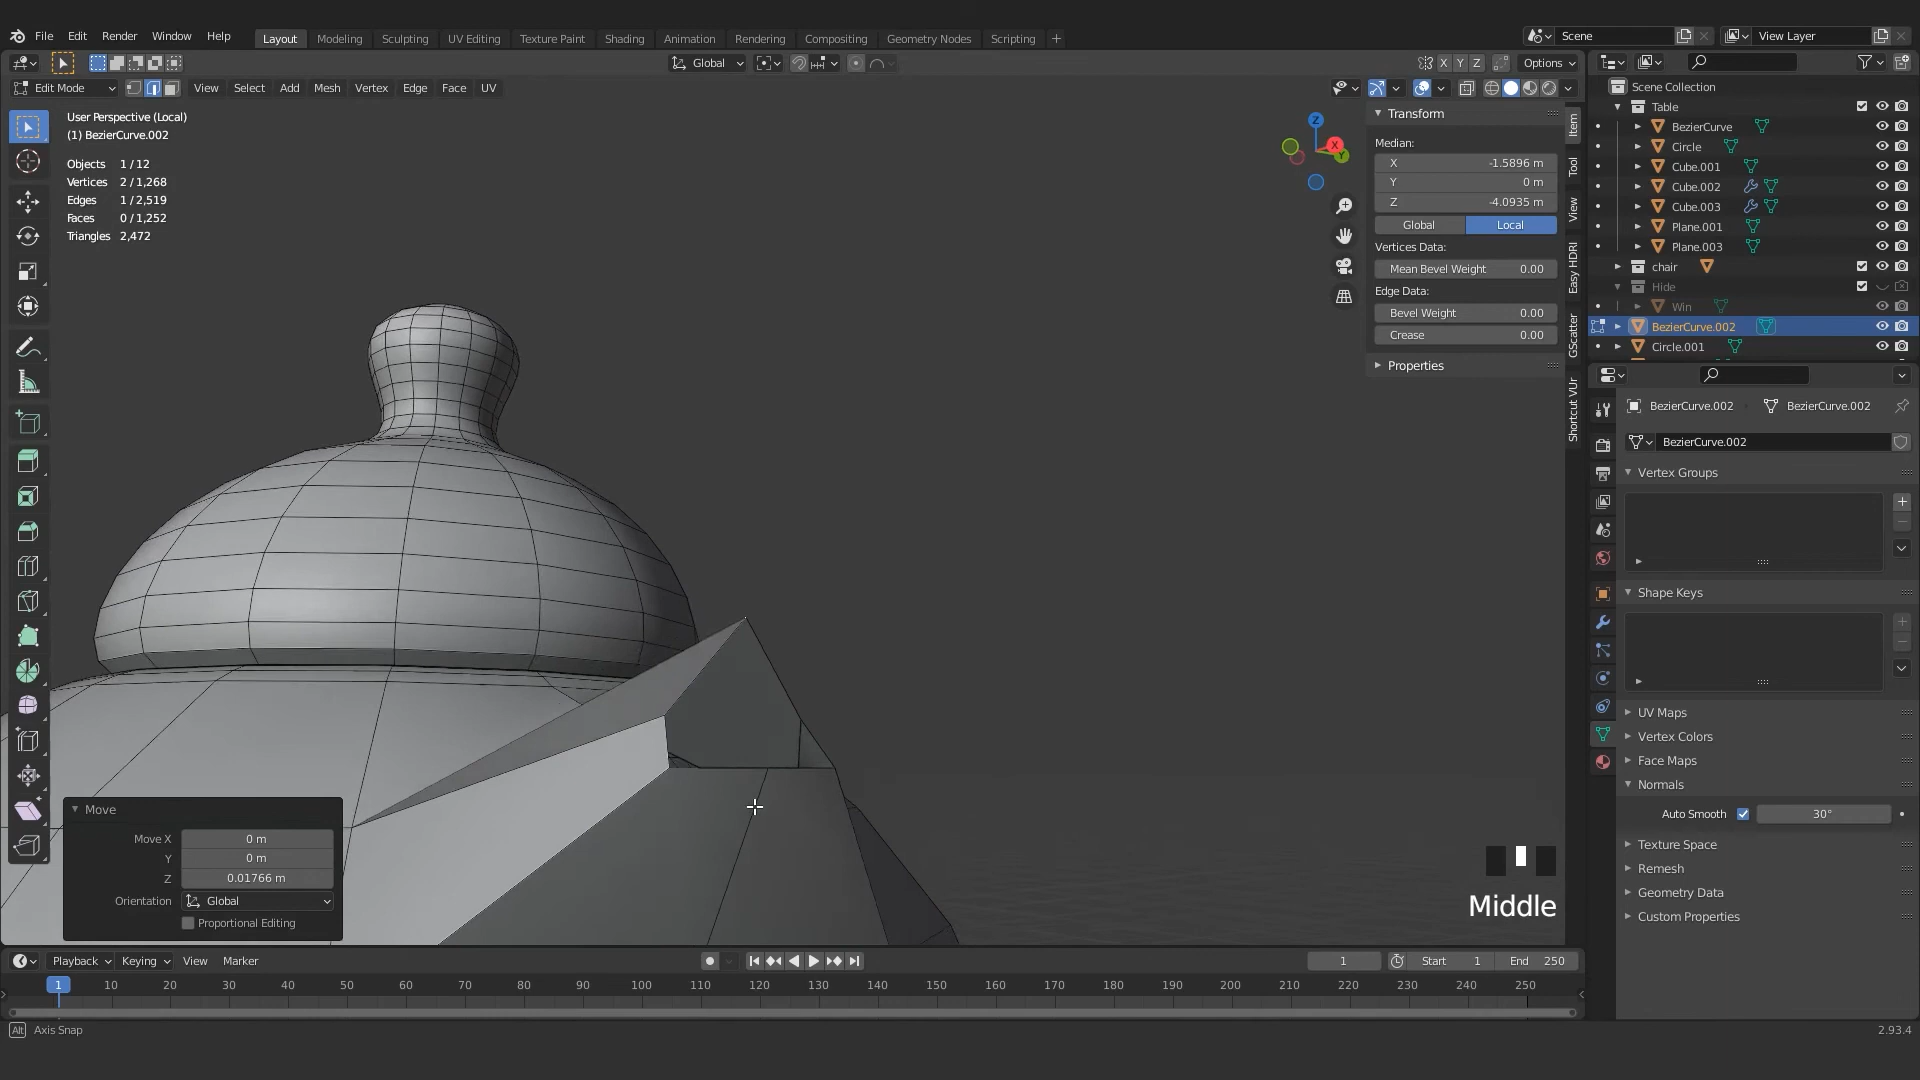 File Edit Render Window Help
Layout Modeling Sculpting UV Editing Texture Paint Shading Animation Rendering Compositing Geometry Nodes Scripting
Scene
View Layer
Global
X Y Z
Options
Edit Mode
View Select Add Mesh Vertex Edge Face UV
User Perspective (Local)
(1) BezierCurve.002
Objects 1 / 12
Vertices 2 / 1,268
Edges 1 / 2,519
Faces 0 / 1,252
Triangles 2,472
Z
X
Y
Transform
Median:
X -1.5896 m
Y 0 m
Z -4.0935 m
Global Local
Vertices Data:
Mean Bevel Weight 0.00
Edge Data:
Bevel Weight 0.00
Crease 0.00
Properties
Item
Tool
View
Easy HDRI
GScatter
Shortcut VUr
Scene Collection
Table
BezierCurve
Circle
Cube.001
Cube.002
Cube.003
Plane.001
Plane.003
chair
Hide
Win
BezierCurve.002
Circle.001
BezierCurve.002 BezierCurve.002
BezierCurve.002
Vertex Groups
Shape Keys
UV Maps
Vertex Colors
Face Maps
Normals
Auto Smooth 30°
Texture Space
Remesh
Geometry Data
Custom Properties
Move
Move X 0 m
Y 0 m
Z 0.01766 m
Orientation Global
Proportional Editing
Middle
Playback Keying View Marker
1
Start 1
End 250
1 10 20 30 40 50 60 70 80 90 100 110 120 130 140 150 160 170 180 190 200 210 220 230 240 250
Alt Axis Snap
2.93.4